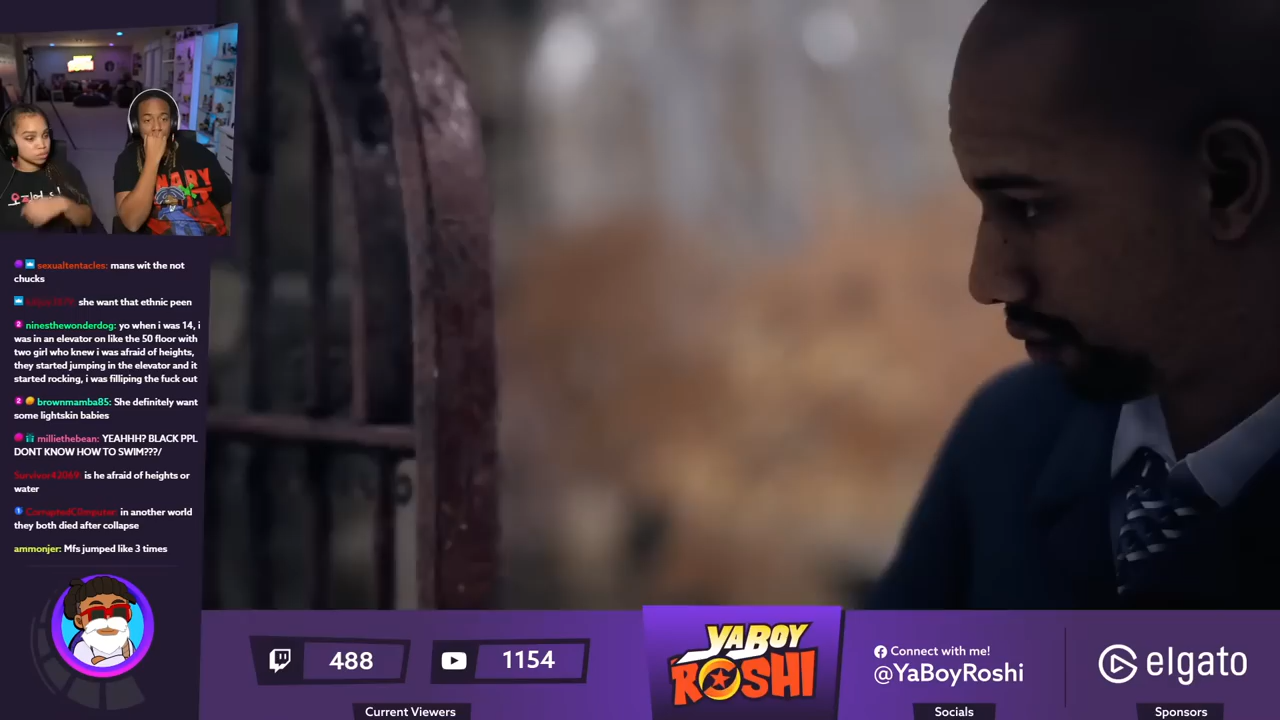 sexualtentacles: mans wit the not
chucks
she want that ethnic peen
ninesthewonderdog: yo when i was 14, i
was in an elevator on like the 50 floor with
two girl who knew i was afraid of heights,
they started jumping in the elevator and it
started rocking, i was filliping the fuck out
brownmamba85: She definitely want
some lightskin babies
milliethebean: YEAHHH? BLACK PPL
DONT KNOW HOW TO SWIM???/
Survivor42069: is he afraid of heights or
water
in another world
they both died after collapse
ammonjer: Mfs jumped like 3 times
488
1154
Current Viewers
YABOY
ROSHI
Connect with me!
@YaBoyRoshi
Socials
elgato
Sponsors